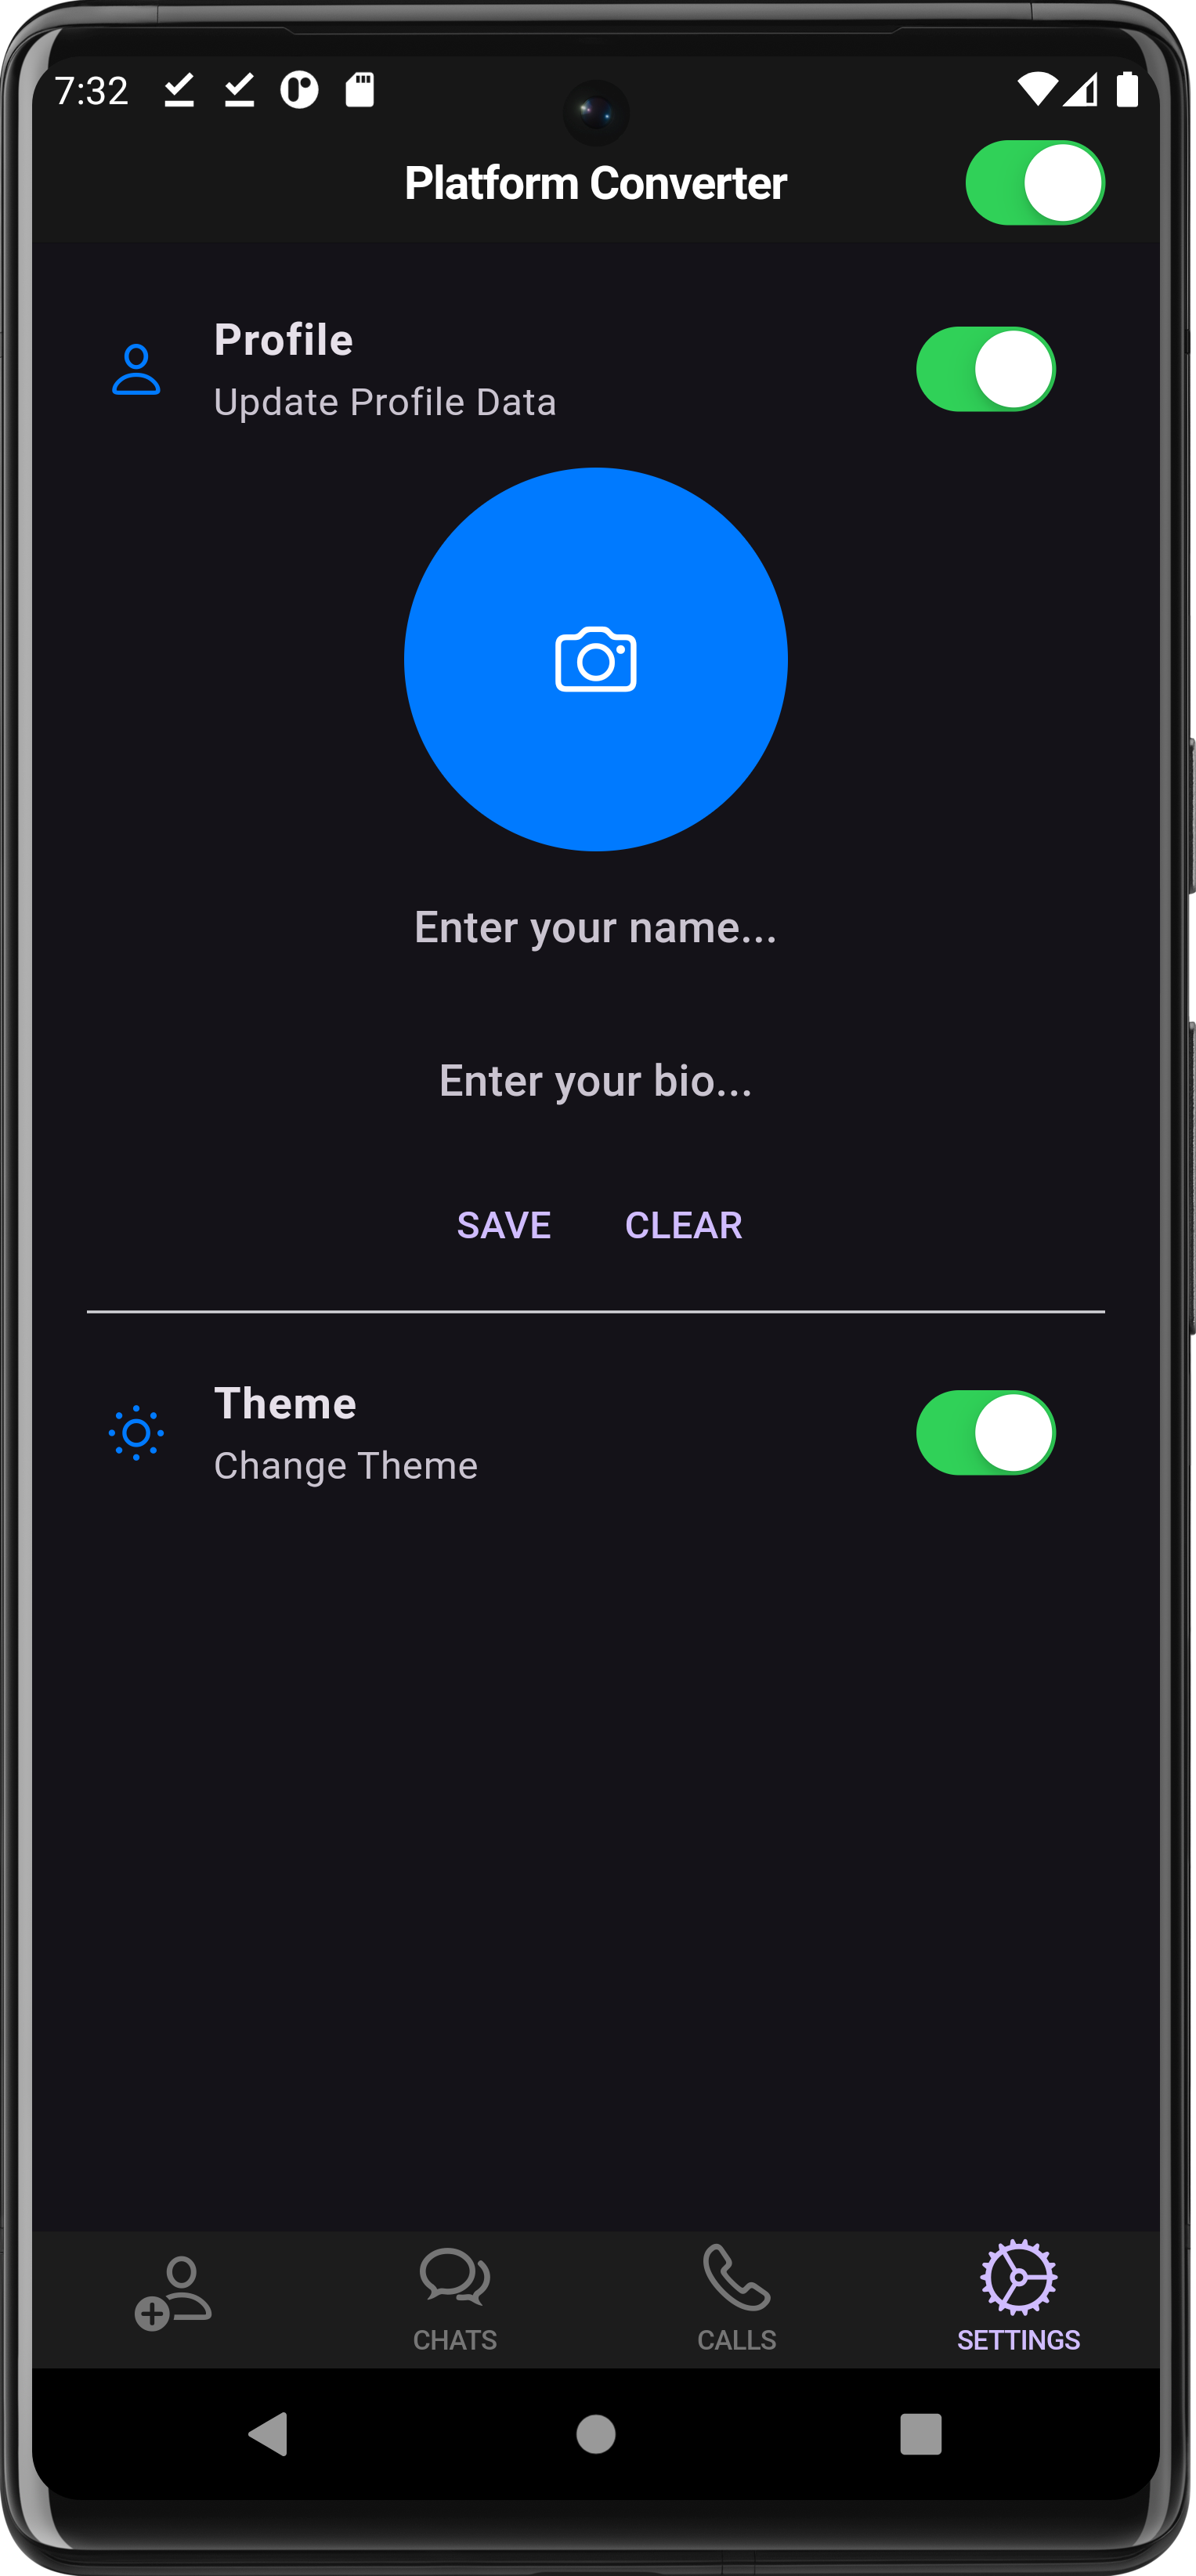 7:32
Platform Converter
Profile
Update Profile Data
Enter your name...
Enter your bio...
SAVE CLEAR
Theme
Change Theme
CHATS CALLS SETTINGS